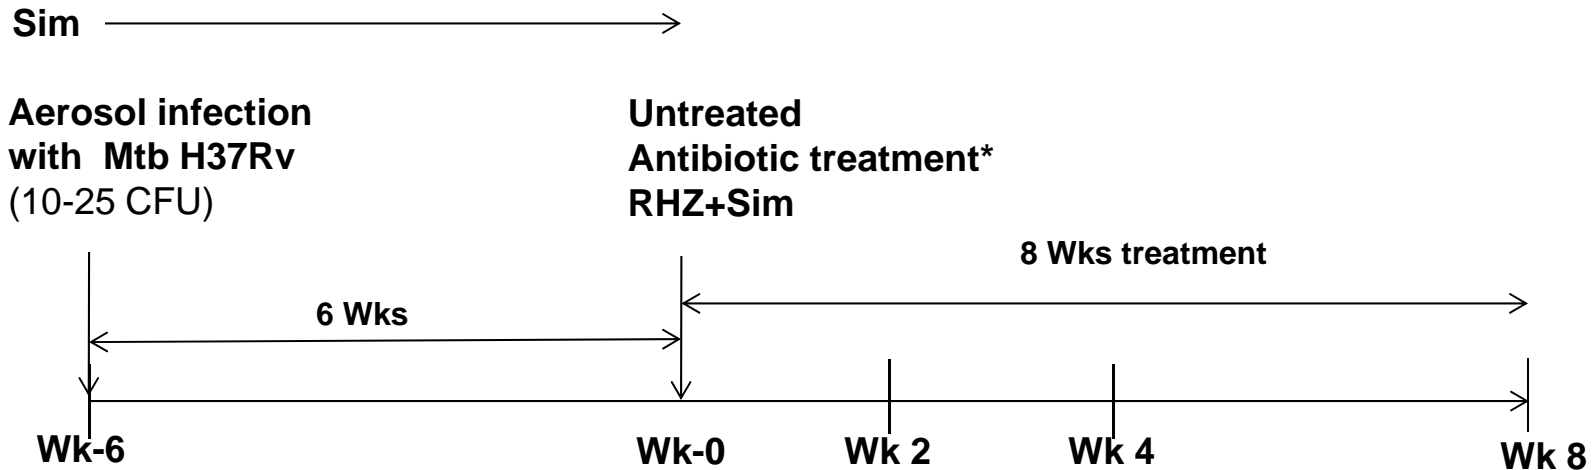 Sim
Aerosol infection
with  Mtb H37Rv
(10-25 CFU)
Untreated
Antibiotic treatment*
RHZ+Sim
8 Wks treatment
6 Wks
Wk-6
Wk-0
Wk 2
Wk 4
Wk 8